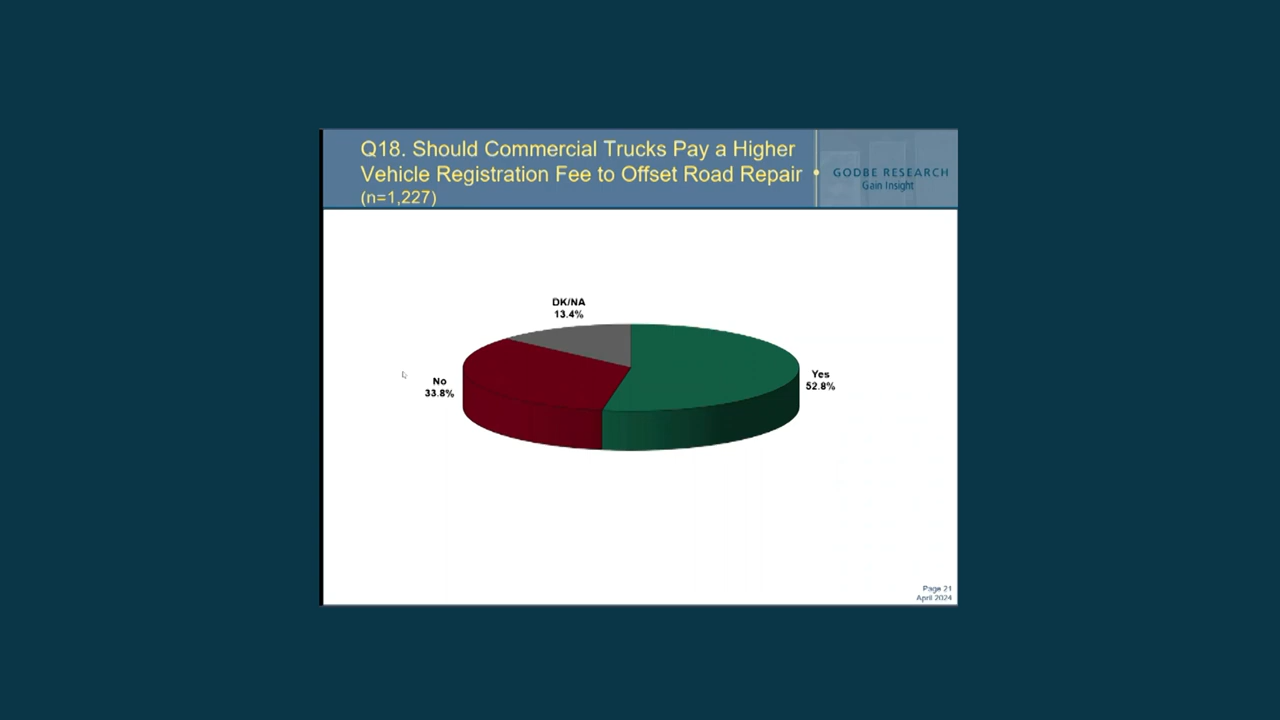 Q18. Should Commercial Trucks Pay a Higher
Vehicle Registration Fee to Offset Road Repair
(n=1,227)
GODBE RESEARCH
Gain Insight
DK/NA
13.4%
No
33.8%
Yes
52.8%
Page 21
April 2024